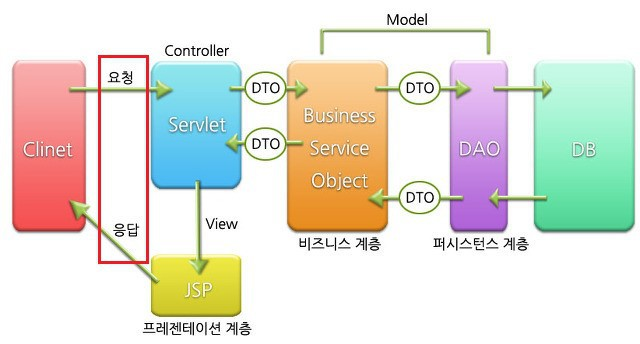 Model
Controller
요청
Clinet
Servlet
DTO
DTO
Business
Service
Object
DTO
DTO
DAO
DB
응답
View
비즈니스 계층
퍼시스턴스 계층
JSP
프레젠테이션 계층